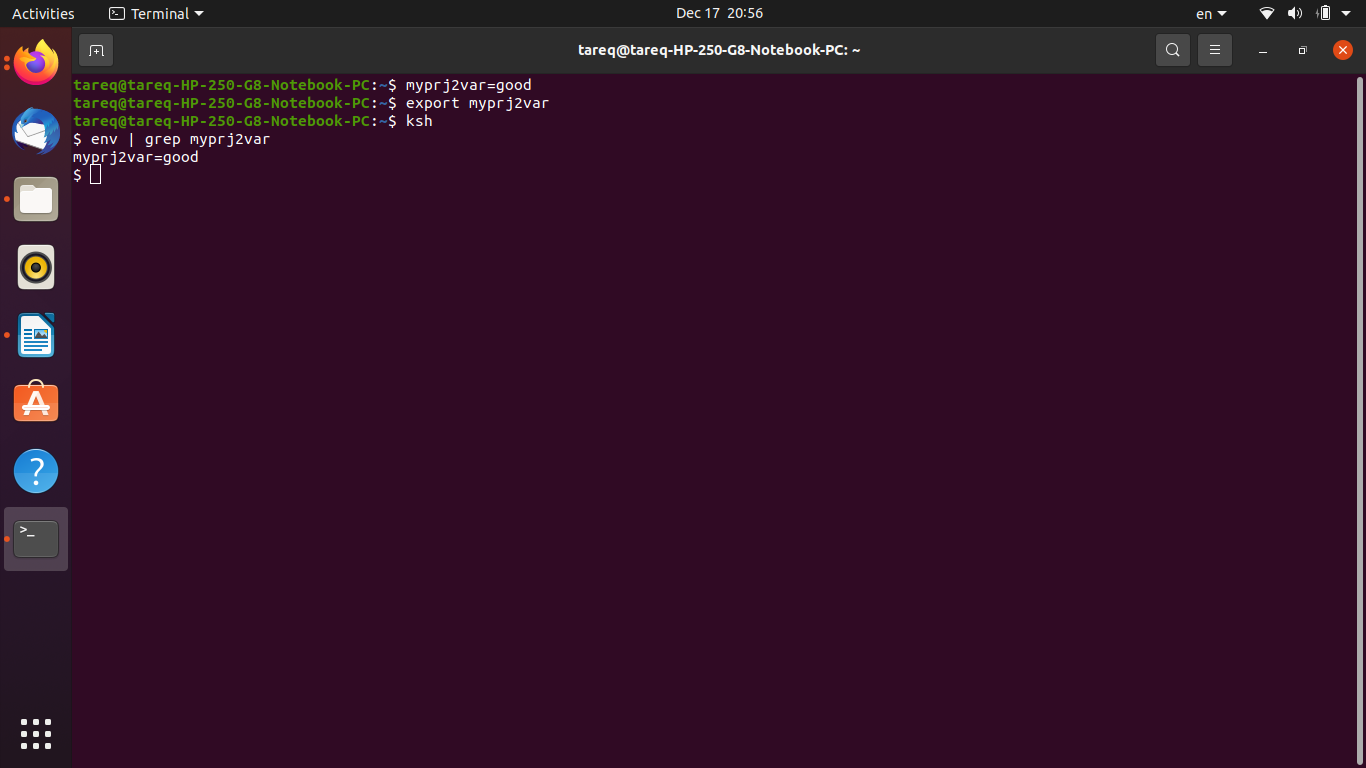 Activities
Terminal
Dec 17 20:56
en
tareq@tareq-HP-250-G8-Notebook-PC: ~
tareq@tareq-HP-250-G8-Notebook-PC:~$ myprj2var=good
tareq@tareq-HP-250-G8-Notebook-PC:~$ export myprj2var
tareq@tareq-HP-250-G8-Notebook-PC:~$ ksh
$ env | grep myprj2var
myprj2var=good
$